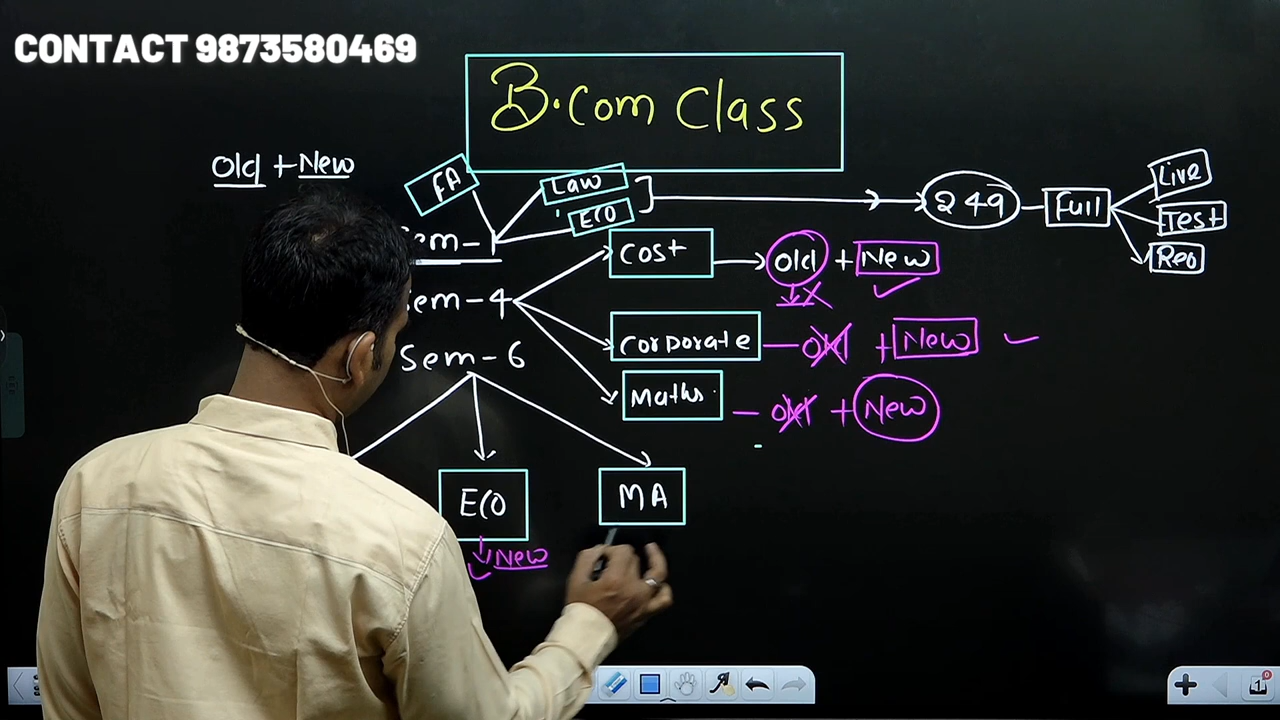 CONTACT 9873580469
B.Com Class
Old + New
FA
Law
ECO
249
Full
Live
Test
Reo
Cost
Old + New
Sem-4
Corporate
Old + New
Sem-6
Maths
Old + New
ECO
MA
New